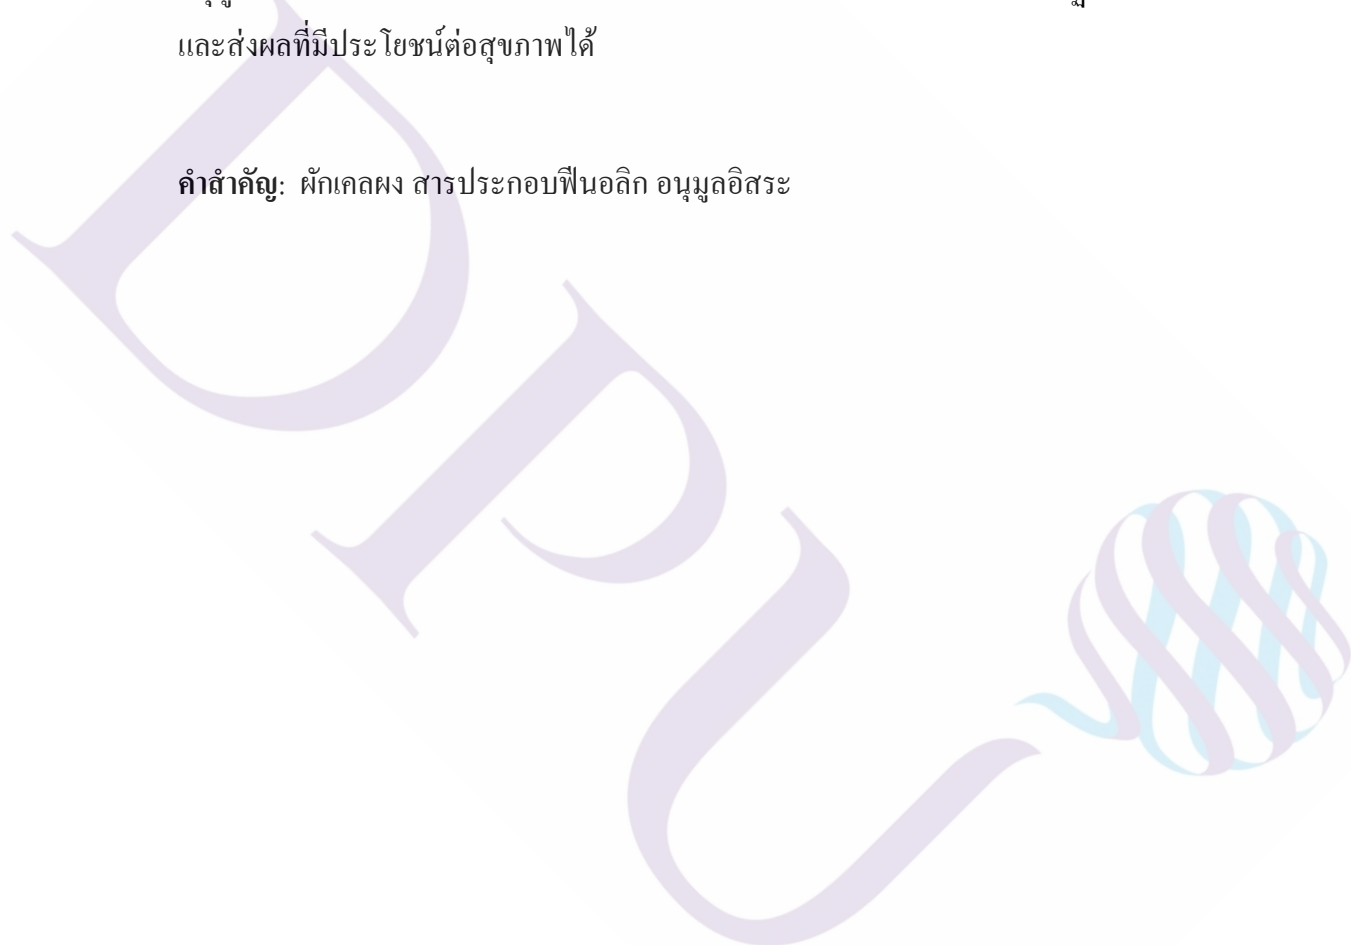 และส่งผลที่มีประโยชน์ต่อสุขภาพได้
คำสำคัญ: ผักเคลผง สารประกอบฟีนอลิก อนุมูลอิสระ
DPU